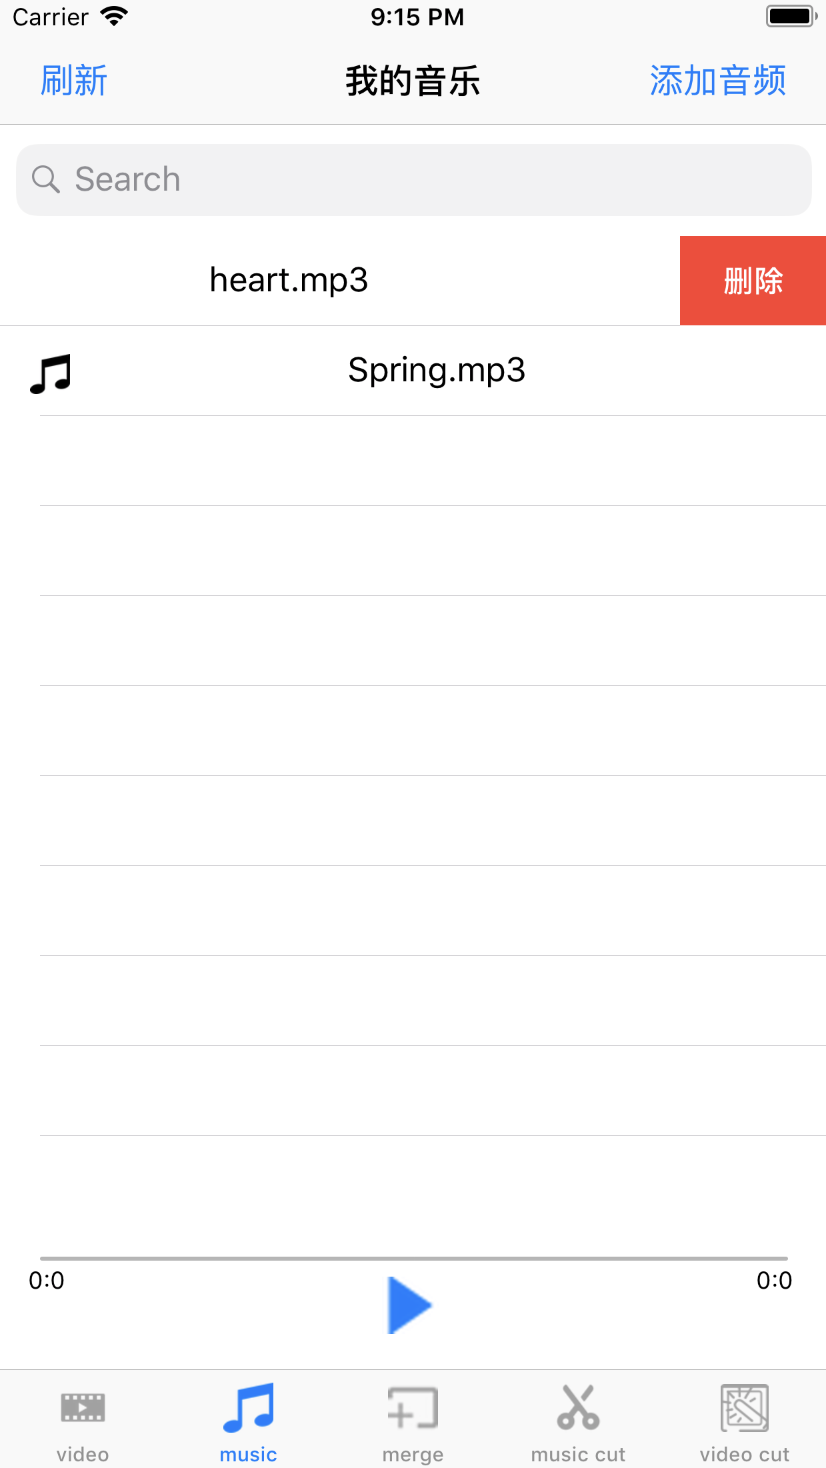 Carrier 9:15 PM
刷新 我的音乐 添加音频
Search
heart.mp3 删除
Spring.mp3
0:0 0:0
video music merge music cut video cut